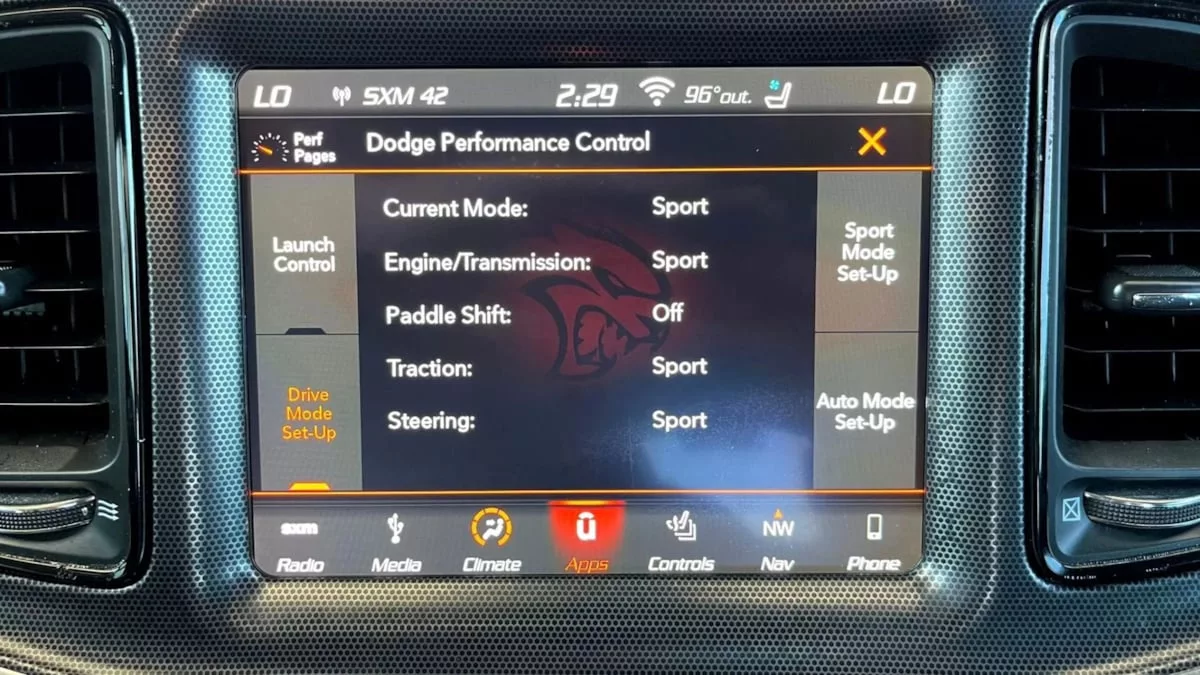 LO SXM 42 2:29 96°out. LO
Perf
Pages
Dodge Performance Control
Launch
Control
Drive
Mode
Set-Up
Current Mode: Sport
Engine/Transmission: Sport
Paddle Shift: Off
Traction: Sport
Steering: Sport
Sport
Mode
Set-Up
Auto Mode
Set-Up
sxm û NW
Radio Media Climate Apps Controls Nav Phone